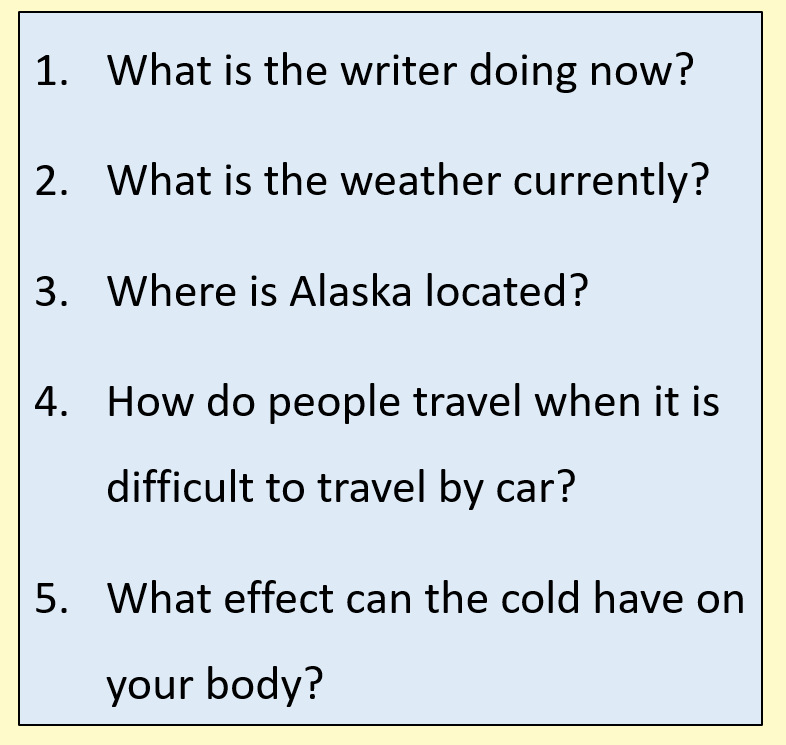 1. What is the writer doing now?
2. What is the weather currently?
3. Where is Alaska located?
4. How do people travel when it is
difficult to travel by car?
5. What effect can the cold have on
your body?